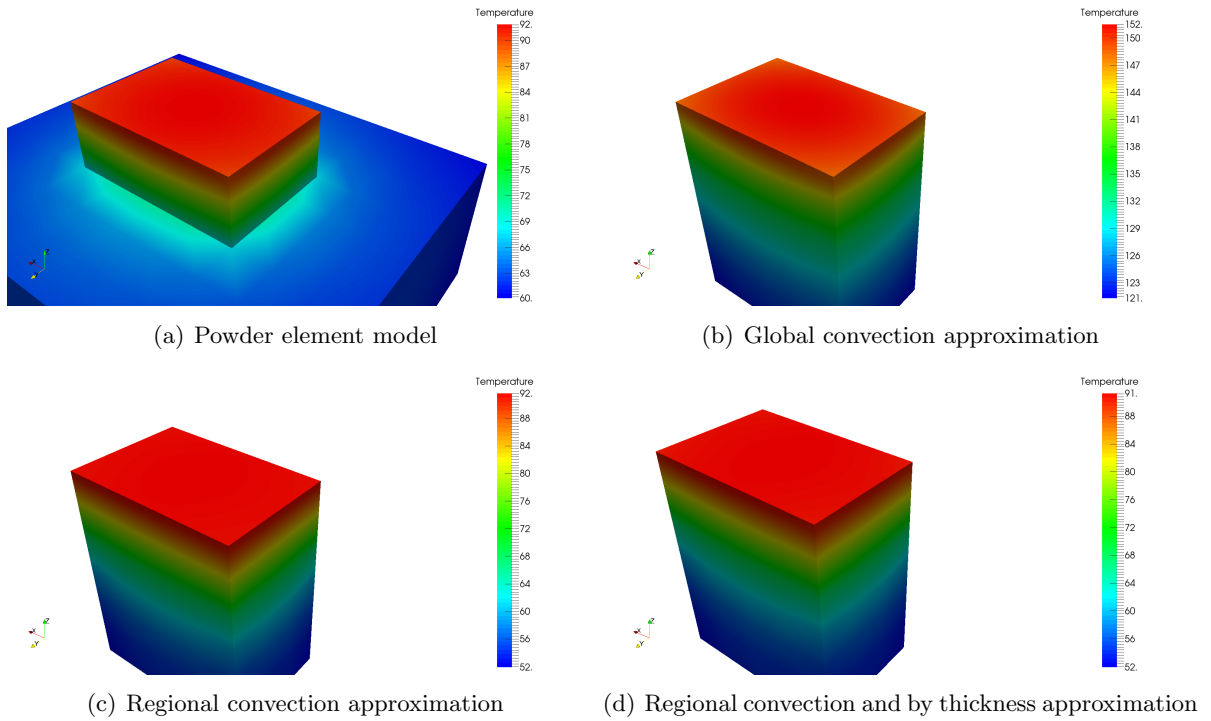 Temperature
92.
90
87
84
81
78
75
72
69
66
63
60.
X
Z
(a) Powder element model
Temperature
152.
150
147
144
141
138
135
132
129
126
123
121.
X
Y
Z
(b) Global convection approximation
Temperature
92.
88
84
80
76
72
68
64
60
56
52.
X
Y
Z
(c) Regional convection approximation
Temperature
91.
88
84
80
76
72
68
64
60
56
52.
X
Y
Z
(d) Regional convection and by thickness approximation